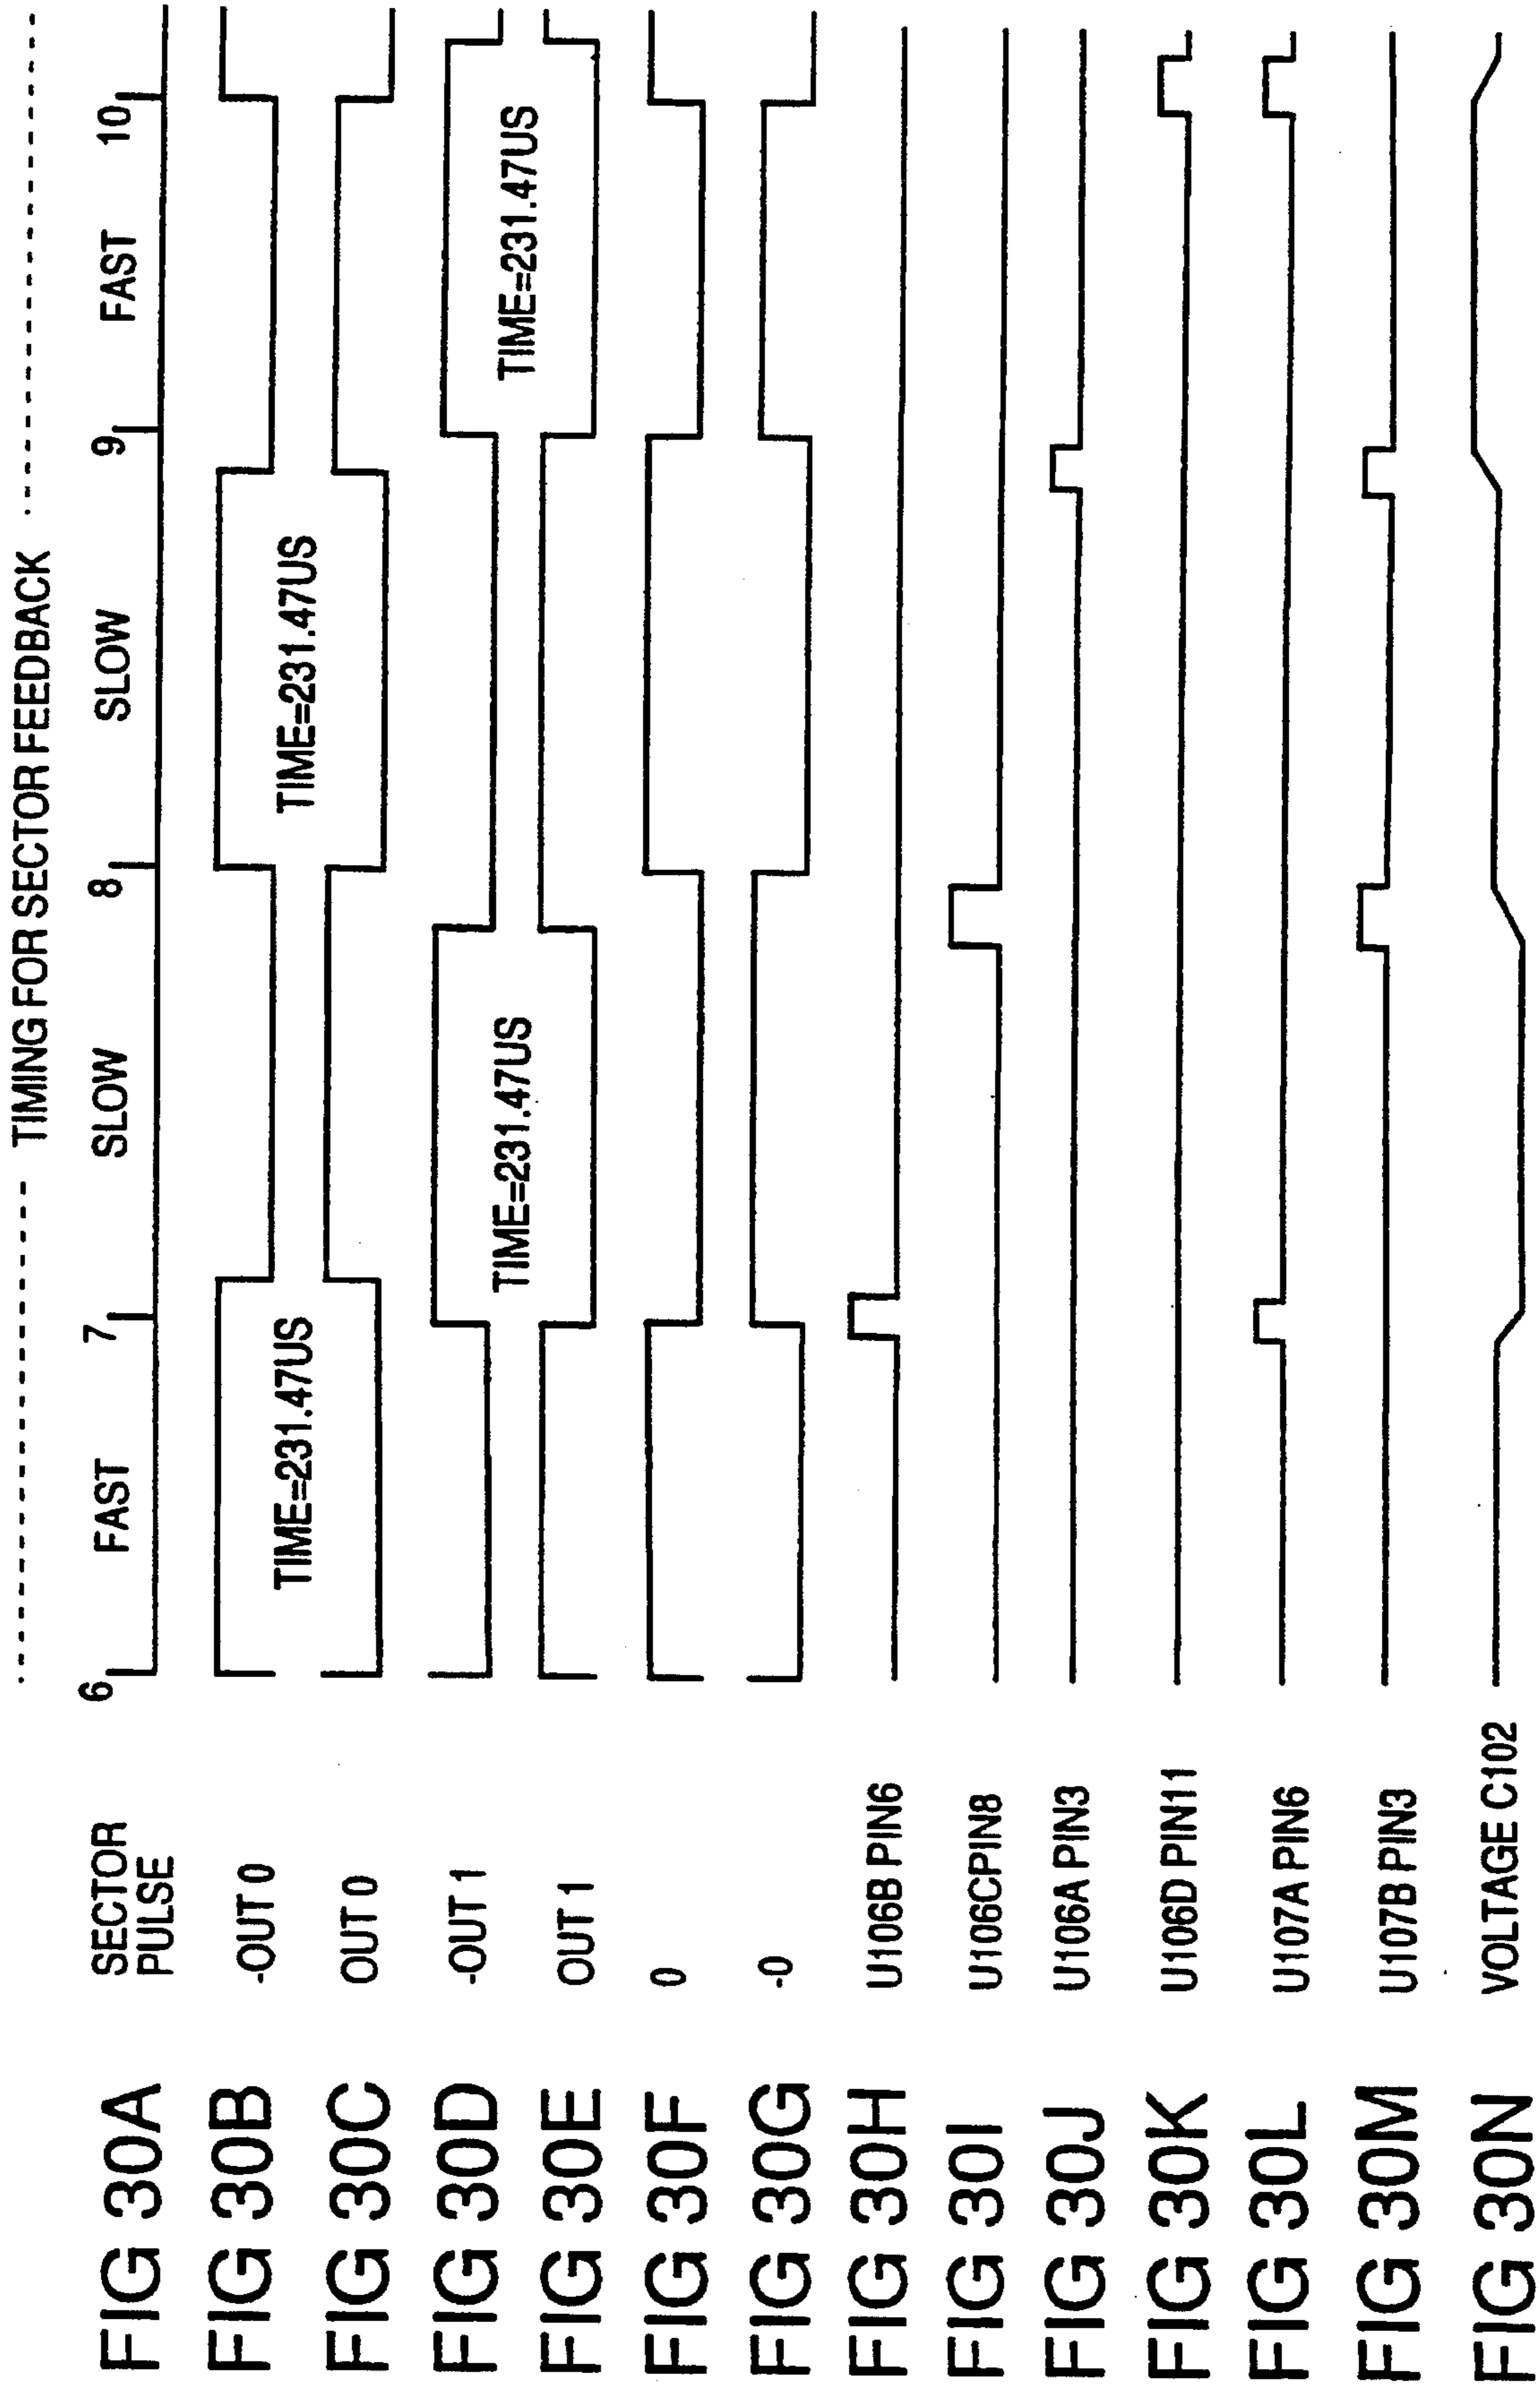 TIMING FOR SECTOR FEEDBACK
6 FAST 7 SLOW 8 SLOW 9 FAST 10
FIG 30A SECTOR PULSE
FIG 30B -OUT 0
TIME=231.47US TIME=231.47US
FIG 30C OUT 0
FIG 30D -OUT 1
TIME=231.47US TIME=231.47US
FIG 30E OUT 1
FIG 30F 0
FIG 30G -0
FIG 30H U106B PIN6
FIG 30I U106CPIN8
FIG 30J U106A PIN3
FIG 30K U106D PIN11
FIG 30L U107A PIN6
FIG 30M U107B PIN3
FIG 30N VOLTAGE C102